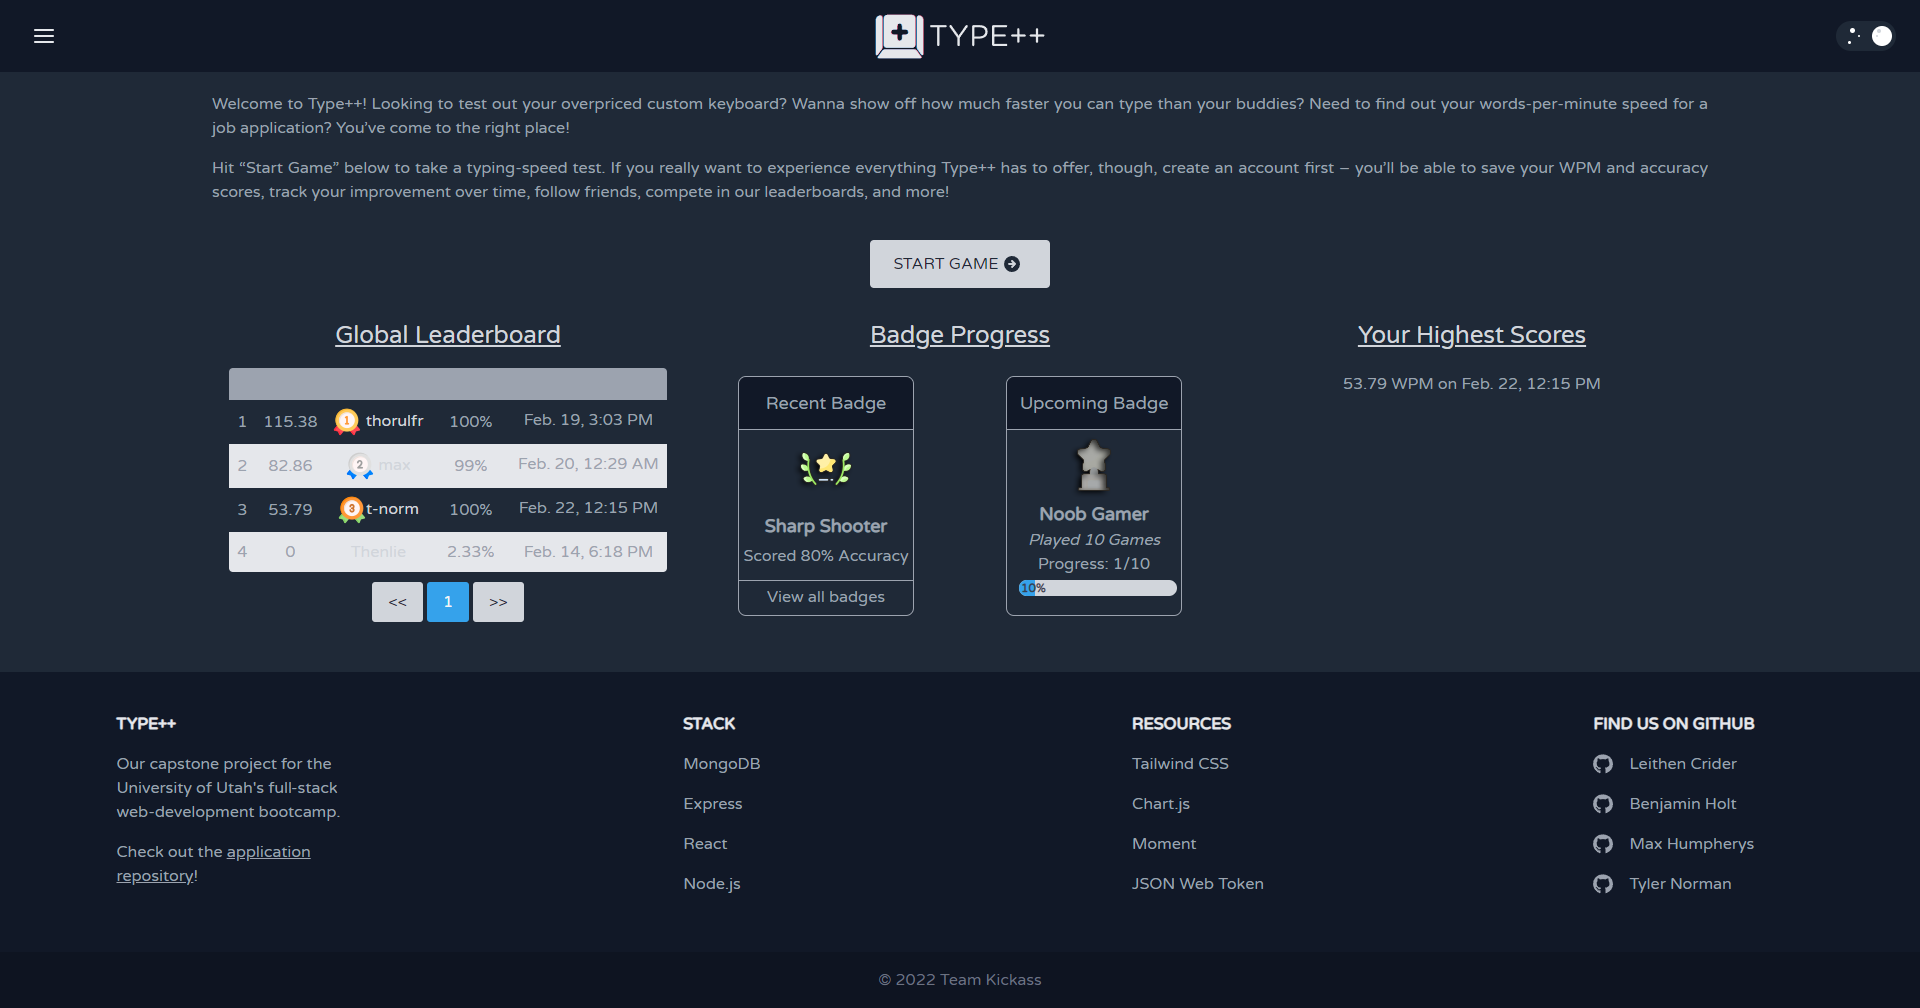 TYPE++
Welcome to Type++! Looking to test out your overpriced custom keyboard? Wanna show off how much faster you can type than your buddies? Need to find out your words-per-minute speed for a
job application? You’ve come to the right place!
Hit “Start Game” below to take a typing-speed test. If you really want to experience everything Type++ has to offer, though, create an account first – you’ll be able to save your WPM and accuracy
scores, track your improvement over time, follow friends, compete in our leaderboards, and more!
START GAME
Global Leaderboard
1 115.38 1 thorulfr 100% Feb. 19, 3:03 PM
2 82.86 2 max 99% Feb. 20, 12:29 AM
3 53.79 3 t-norm 100% Feb. 22, 12:15 PM
4 0 Thenlie 2.33% Feb. 14, 6:18 PM
<< 1 >>
Badge Progress
Recent Badge
Sharp Shooter
Scored 80% Accuracy
View all badges
Upcoming Badge
Noob Gamer
Played 10 Games
Progress: 1/10
10%
Your Highest Scores
53.79 WPM on Feb. 22, 12:15 PM
TYPE++
Our capstone project for the
University of Utah's full-stack
web-development bootcamp.
Check out the application
repository!
STACK
MongoDB
Express
React
Node.js
RESOURCES
Tailwind CSS
Chart.js
Moment
JSON Web Token
FIND US ON GITHUB
Leithen Crider
Benjamin Holt
Max Humpherys
Tyler Norman
© 2022 Team Kickass